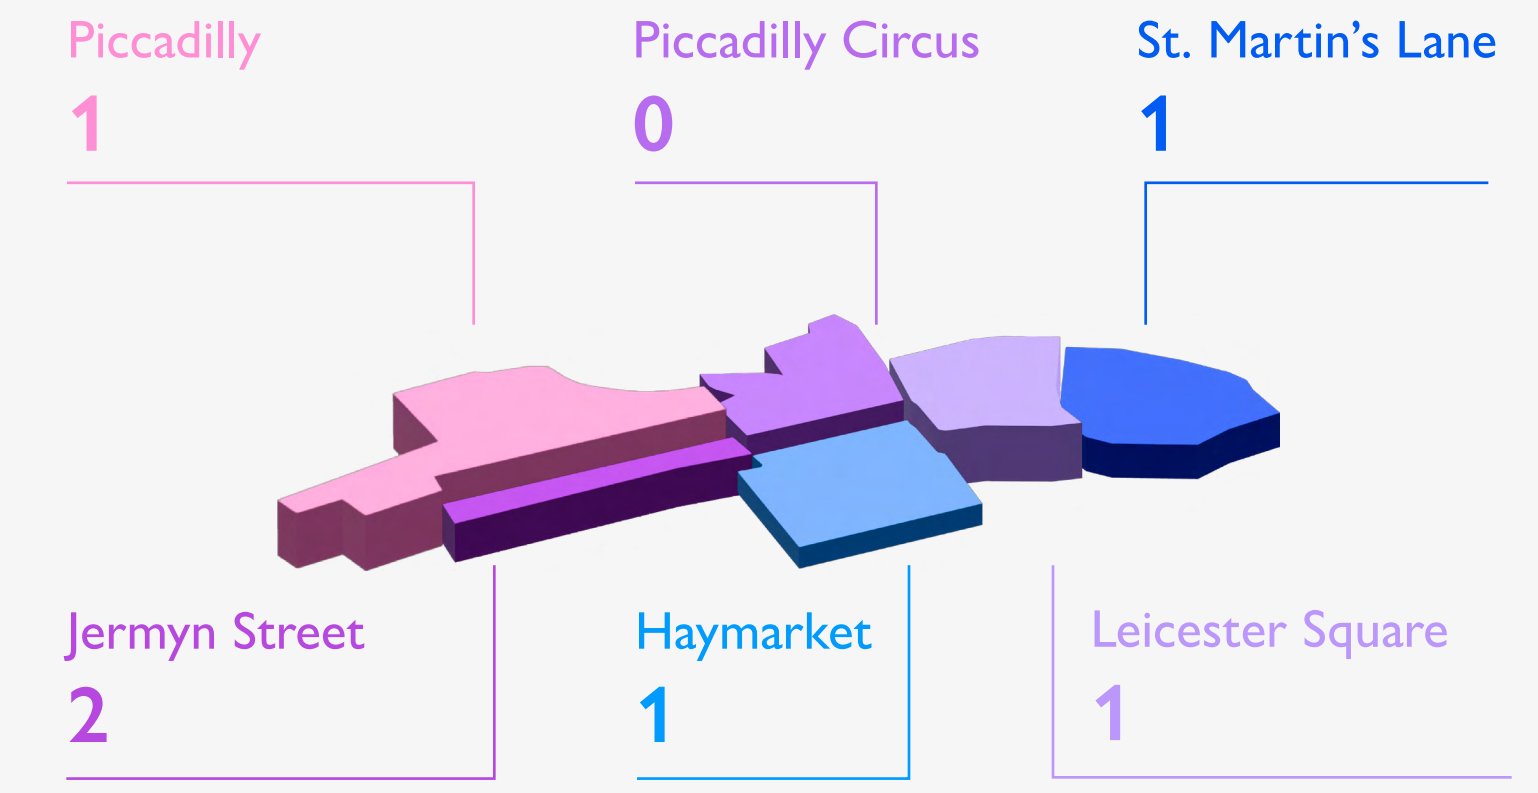 Piccadilly
1
Piccadilly Circus
0
St. Martin’s Lane
1
Jermyn Street
2
Haymarket
1
Leicester Square
1